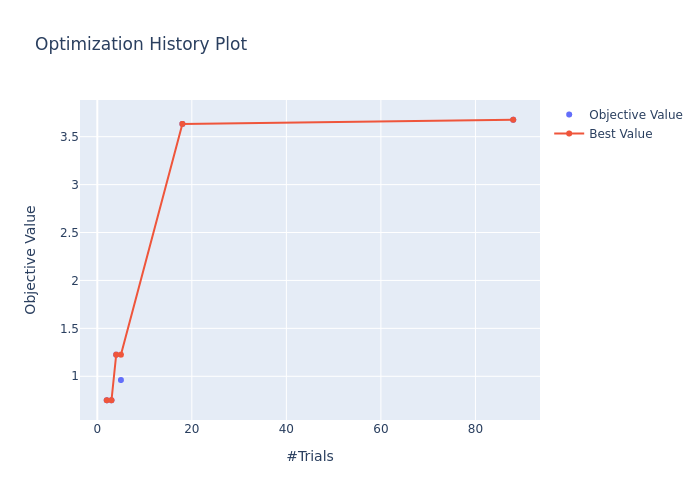 Optimization History Plot
Objective Value
Best Value
3.5
3
2.5
2
1.5
1
Objective Value
0 20 40 60 80
#Trials